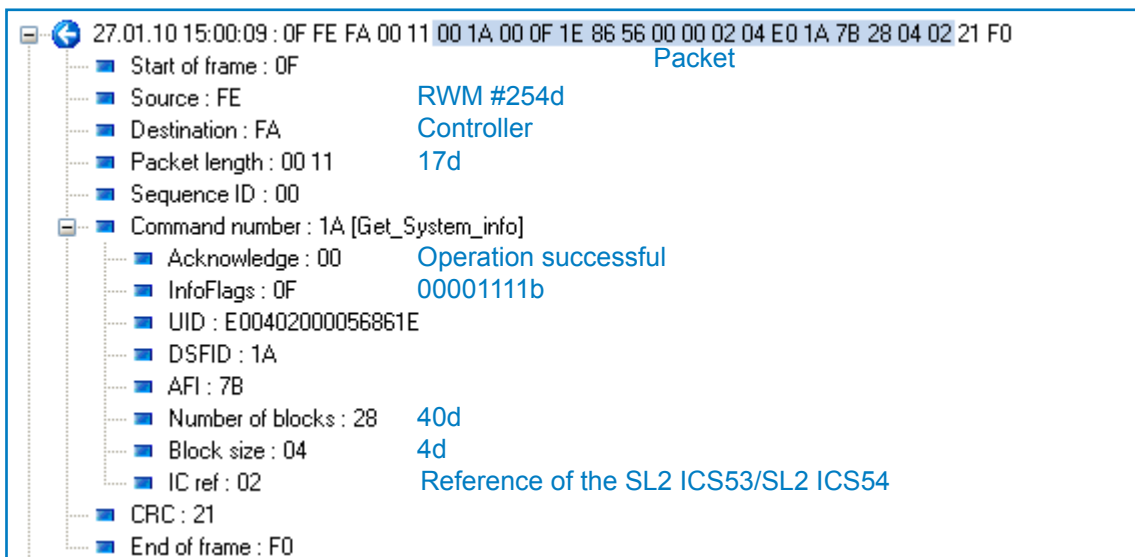 27.01.10 15:00:09 : 0F FE FA 00 11 00 1A 00 0F 1E 86 56 00 00 02 04 E0 1A 7B 28 04 02 21 F0
Packet
Start of frame : 0F
Source : FE RWM #254d
Destination : FA Controller
Packet length : 00 11 17d
Sequence ID : 00
Command number : 1A [Get_System_info]
Acknowledge : 00 Operation successful
InfoFlags : 0F 00001111b
UID : E00402000056861E
DSFID : 1A
AFI : 7B
Number of blocks : 28 40d
Block size : 04 4d
IC ref : 02 Reference of the SL2 ICS53/SL2 ICS54
CRC : 21
End of frame : F0